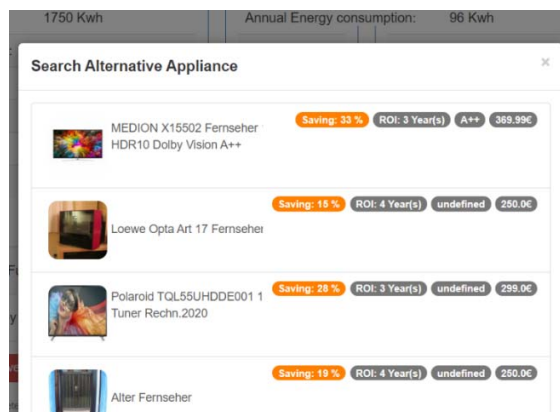 1750 Kwh Annual Energy consumption: 96 Kwh
Search Alternative Appliance ×
MEDION X15502 Fernseher Saving: 33 % ROI: 3 Year(s) A++ 369.99€
HDR10 Dolby Vision A++
Loewe Opta Art 17 Fernseher Saving: 15 % ROI: 4 Year(s) undefined 250.0€
Polaroid TQL55UHDDE001 1 Saving: 28 % ROI: 3 Year(s) undefined 299.0€
Tuner Rechn.2020
Alter Fernseher Saving: 19 % ROI: 4 Year(s) undefined 250.0€